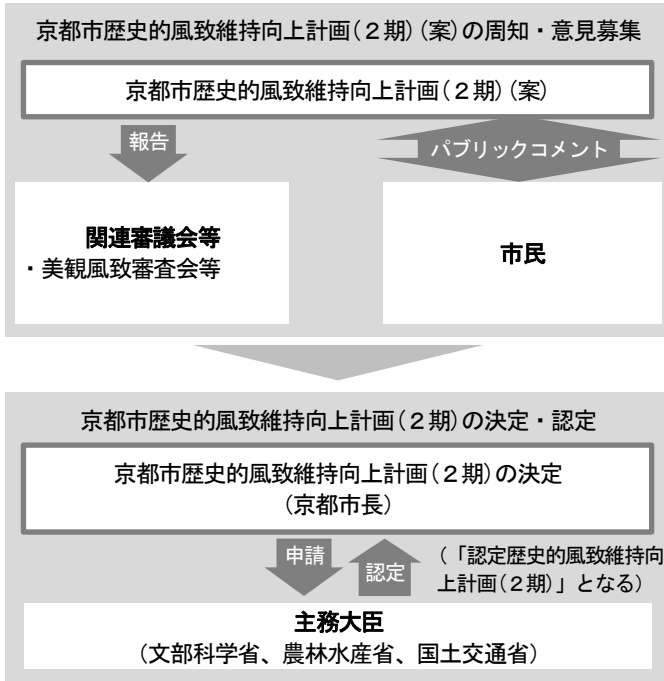 京都市歴史的風致維持向上計画(2期)(案)の周知・意見募集
京都市歴史的風致維持向上計画(2期)(案)
報告
パブリックコメント
関連審議会等
・美観風致審査会等
市民
京都市歴史的風致維持向上計画(2期)の決定・認定
京都市歴史的風致維持向上計画(2期)の決定
(京都市長)
申請
認定
(「認定歴史的風致維持向
上計画(2期)」となる)
主務大臣
(文部科学省、農林水産省、国土交通省)